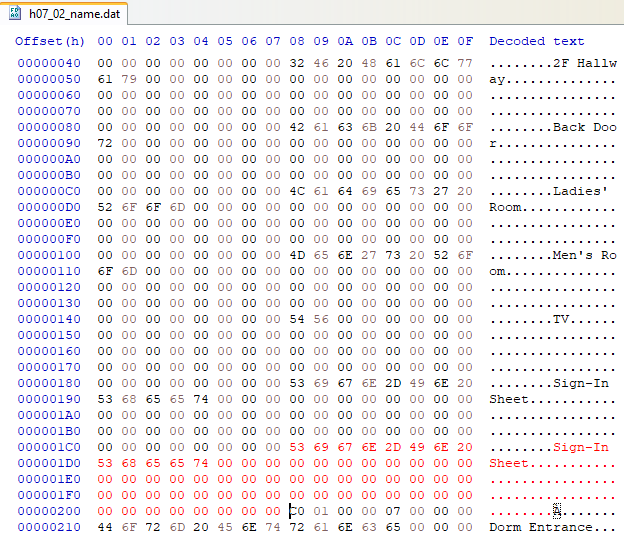 h07_02_name.dat
Offset(h) 00 01 02 03 04 05 06 07 08 09 0A 0B 0C 0D 0E 0F Decoded text
00000040 00 00 00 00 00 00 00 00 32 46 20 48 61 6C 6C 77 ........2F Hallw
00000050 61 79 00 00 00 00 00 00 00 00 00 00 00 00 00 00 ay..............
00000060 00 00 00 00 00 00 00 00 00 00 00 00 00 00 00 00 ................
00000070 00 00 00 00 00 00 00 00 00 00 00 00 00 00 00 00 ................
00000080 00 00 00 00 00 00 00 00 42 61 63 6B 20 44 6F 6F ........Back Doo
00000090 72 00 00 00 00 00 00 00 00 00 00 00 00 00 00 00 r...............
000000A0 00 00 00 00 00 00 00 00 00 00 00 00 00 00 00 00 ................
000000B0 00 00 00 00 00 00 00 00 00 00 00 00 00 00 00 00 ................
000000C0 00 00 00 00 00 00 00 00 4C 61 64 69 65 73 27 20 ........Ladies'
000000D0 52 6F 6F 6D 00 00 00 00 00 00 00 00 00 00 00 00 Room............
000000E0 00 00 00 00 00 00 00 00 00 00 00 00 00 00 00 00 ................
000000F0 00 00 00 00 00 00 00 00 00 00 00 00 00 00 00 00 ................
00000100 00 00 00 00 00 00 00 00 4D 65 6E 27 73 20 52 6F ........Men's Ro
00000110 6F 6D 00 00 00 00 00 00 00 00 00 00 00 00 00 00 om..............
00000120 00 00 00 00 00 00 00 00 00 00 00 00 00 00 00 00 ................
00000130 00 00 00 00 00 00 00 00 00 00 00 00 00 00 00 00 ................
00000140 00 00 00 00 00 00 00 00 54 56 00 00 00 00 00 00 ........TV......
00000150 00 00 00 00 00 00 00 00 00 00 00 00 00 00 00 00 ................
00000160 00 00 00 00 00 00 00 00 00 00 00 00 00 00 00 00 ................
00000170 00 00 00 00 00 00 00 00 00 00 00 00 00 00 00 00 ................
00000180 00 00 00 00 00 00 00 00 53 69 67 6E 2D 49 6E 20 ........Sign-In
00000190 53 68 65 65 74 00 00 00 00 00 00 00 00 00 00 00 Sheet...........
000001A0 00 00 00 00 00 00 00 00 00 00 00 00 00 00 00 00 ................
000001B0 00 00 00 00 00 00 00 00 00 00 00 00 00 00 00 00 ................
000001C0 00 00 00 00 00 00 00 00 53 69 67 6E 2D 49 6E 20 ........Sign-In
000001D0 53 68 65 65 74 00 00 00 00 00 00 00 00 00 00 00 Sheet...........
000001E0 00 00 00 00 00 00 00 00 00 00 00 00 00 00 00 00 ................
000001F0 00 00 00 00 00 00 00 00 00 00 00 00 00 00 00 00 ................
00000200 00 00 00 00 00 00 00 00 C0 01 00 00 07 00 00 00 ........À.......
00000210 44 6F 72 6D 20 45 6E 74 72 61 6E 63 65 00 00 00 Dorm Entrance...